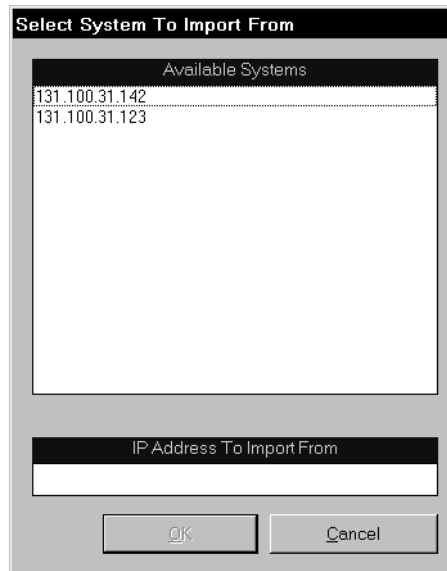 Select System To Import From
Available Systems
131.100.31.142
131.100.31.123
IP Address To Import From
OK
Cancel